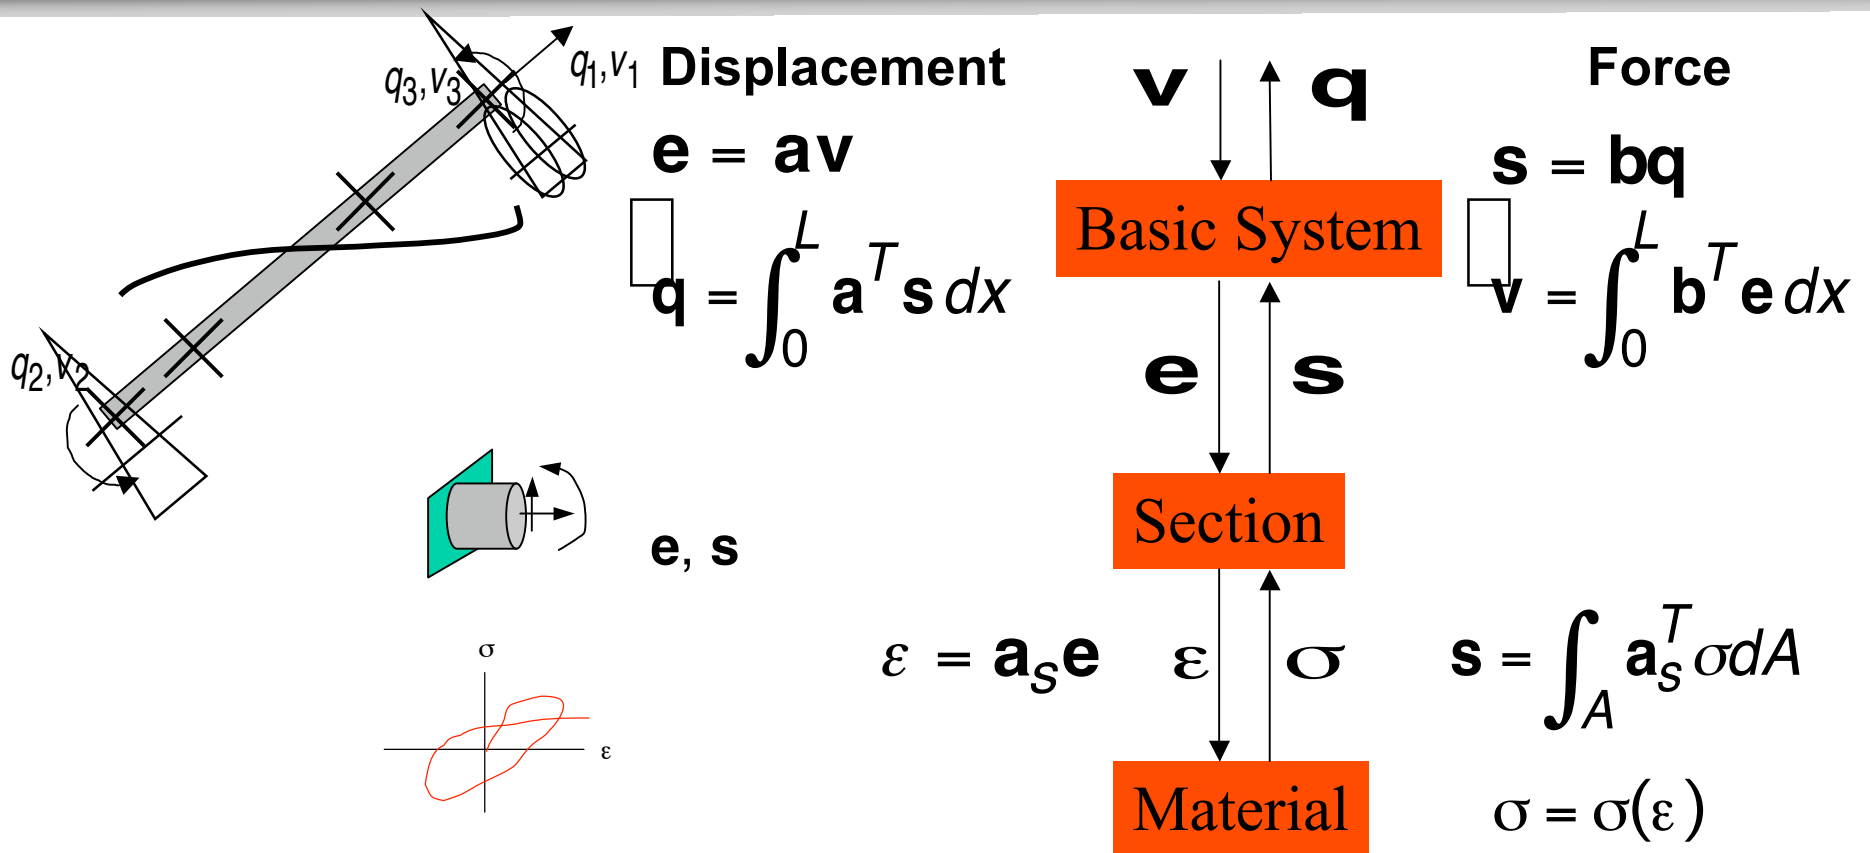 q₃,v₃
q₁,v₁
Displacement
v
q
Force
e = av
s = bq
Basic System
q = ∫₀ᴸ aᵀ s dx
v = ∫₀ᴸ bᵀ e dx
q₂,v₂
e
s
Section
e, s
σ
ε
ε = aₛe
ε
σ
s = ∫_A aₛᵀ σdA
Material
σ = σ(ε)